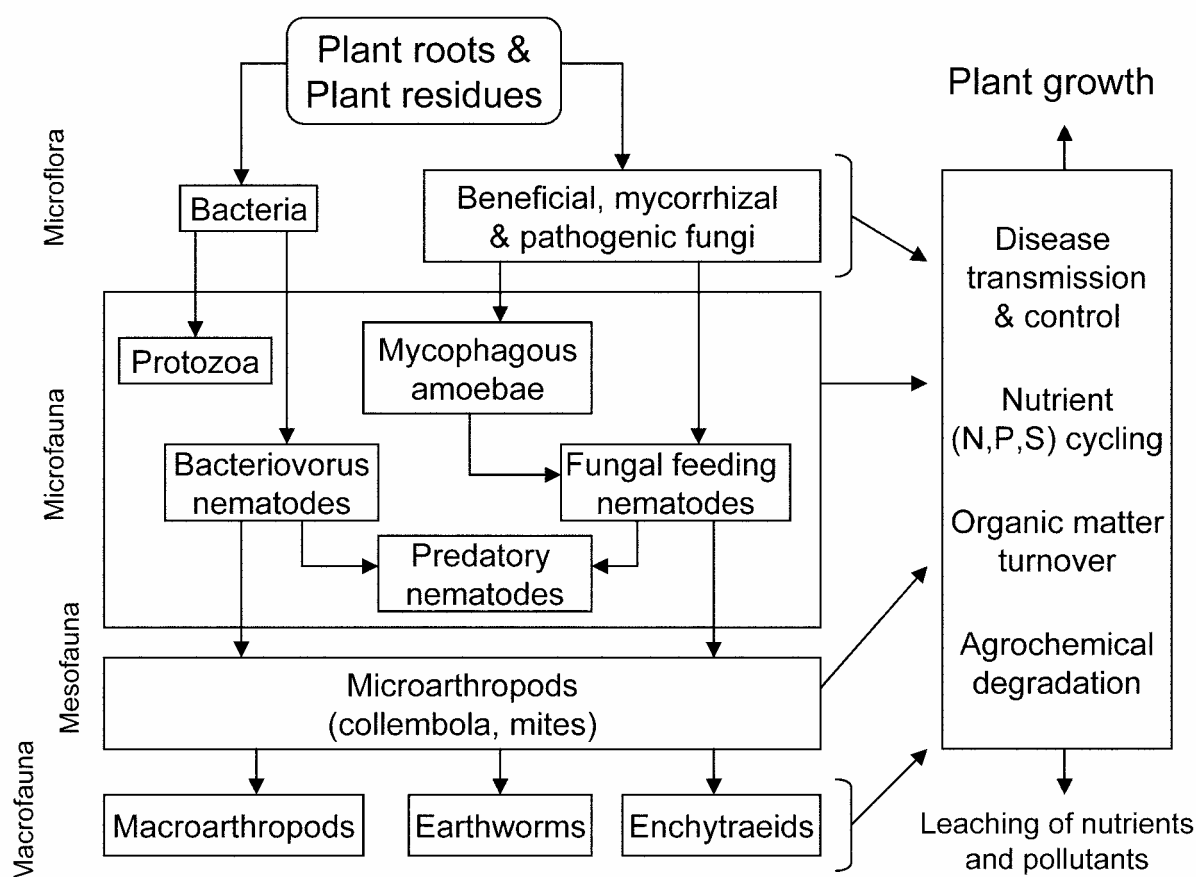 Plant roots &
Plant residues
Plant growth
Microflora
Bacteria
Beneficial, mycorrhizal
& pathogenic fungi
Disease
transmission
& control
Microfauna
Protozoa
Mycophagous
amoebae
Nutrient
(N,P,S) cycling
Bacteriovorus
nematodes
Fungal feeding
nematodes
Predatory
nematodes
Organic matter
turnover
Mesofauna
Microarthropods
(collembola, mites)
Agrochemical
degradation
Macrofauna
Macroarthropods
Earthworms
Enchytraeids
Leaching of nutrients
and pollutants